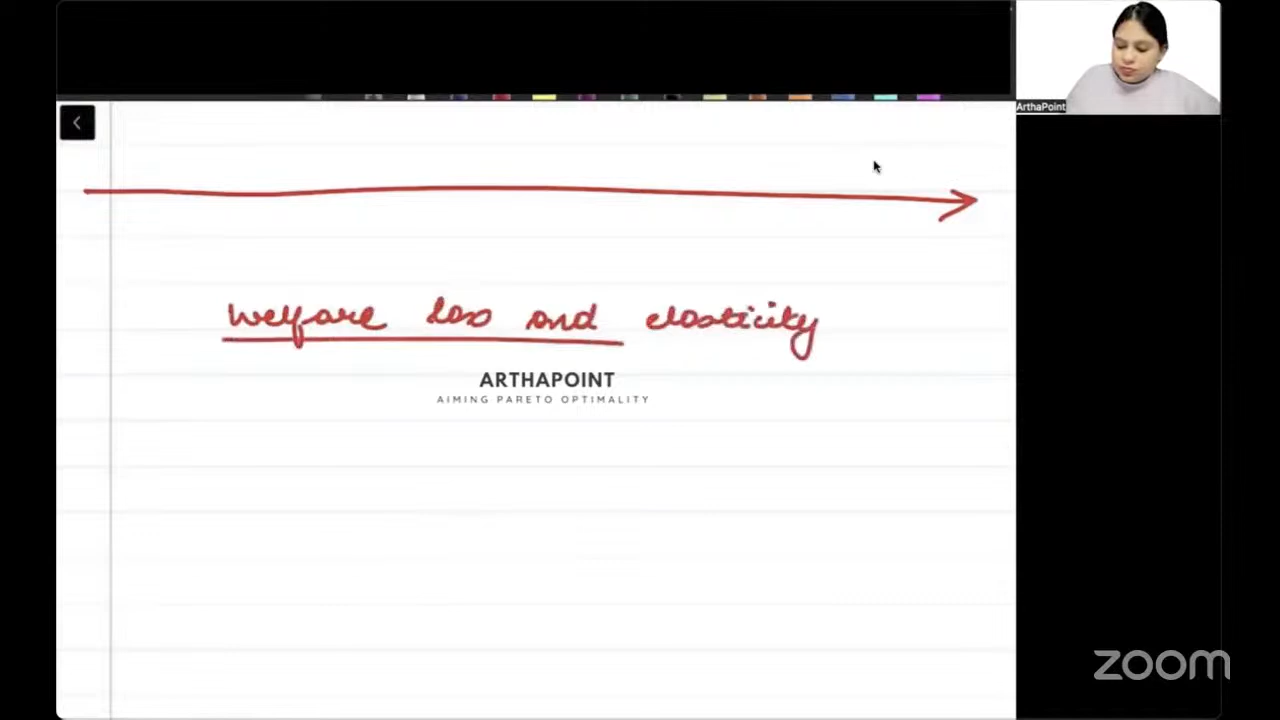 ArthaPoint
welfare loss and elasticity
ARTHAPOINT
AIMING PARETO OPTIMALITY
zoom